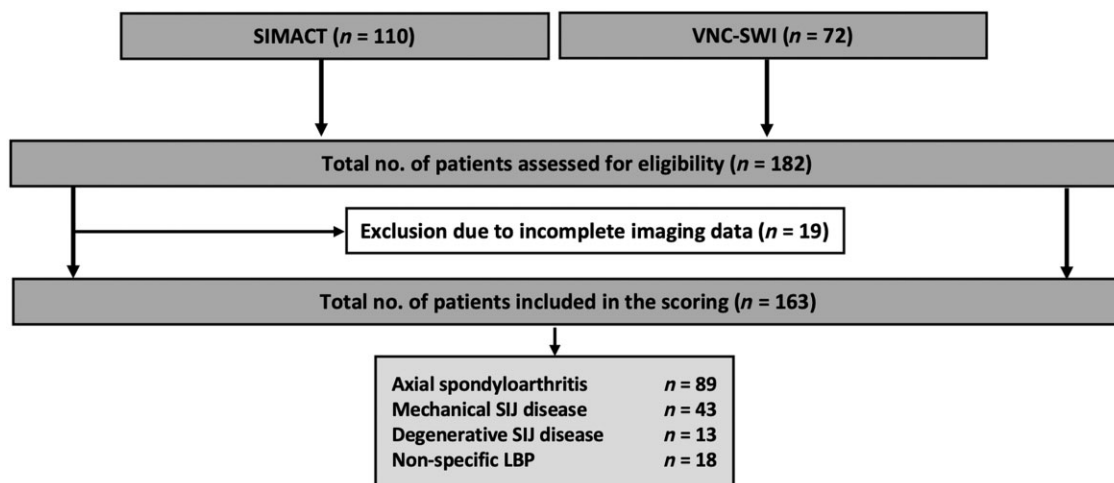 SIMACT (n = 110)
VNC-SWI (n = 72)
Total no. of patients assessed for eligibility (n = 182)
Exclusion due to incomplete imaging data (n = 19)
Total no. of patients included in the scoring (n = 163)
Axial spondyloarthritis n = 89
Mechanical SIJ disease n = 43
Degenerative SIJ disease n = 13
Non-specific LBP n = 18